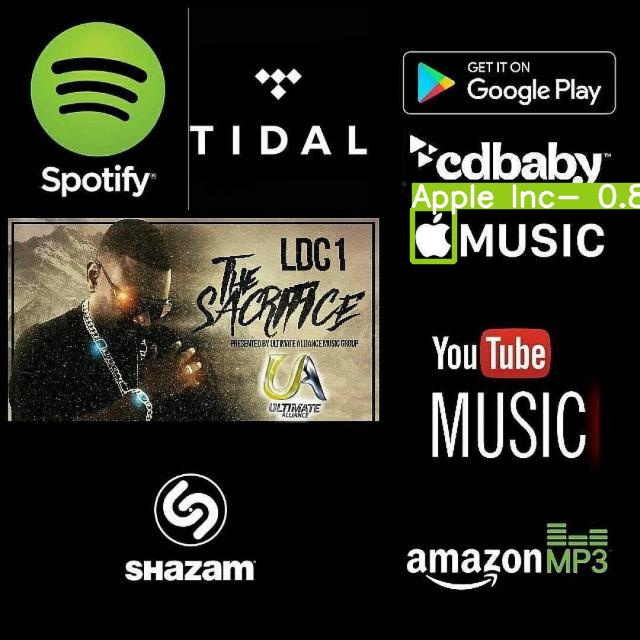 Spotify
TIDAL
GET IT ON
Google Play
cdbaby™
Apple Inc- 0.8
MUSIC
LDC1
THE
SACRIFICE
PRESENTED BY ULTIMATE ALLIANCE MUSIC GROUP
UA
ULTIMATE
ALLIANCE
YouTube
MUSIC
SHAZAM
amazonMP3